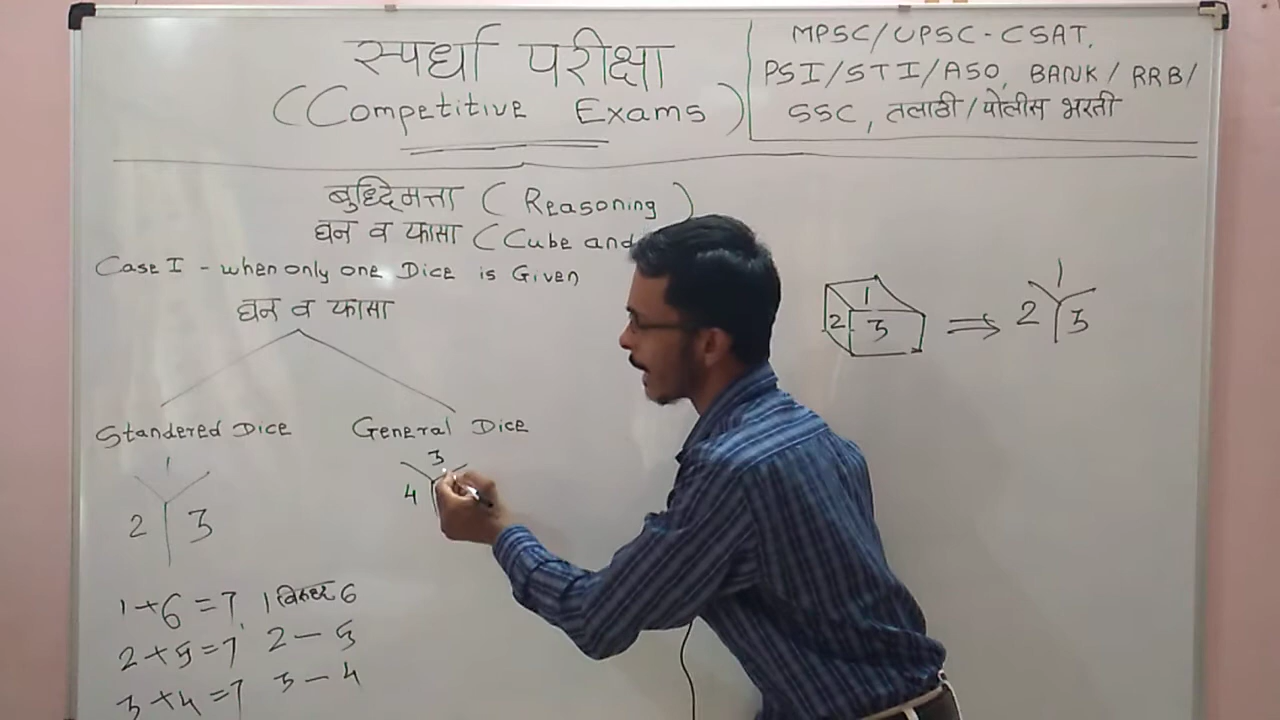 स्पर्धा परीक्षा
(Competitive Exams)
MPSC/UPSC-CSAT.
PSI/STI/ASO, BANK/RRB/
SSC, तलाठी/पोलीस भरती
बुध्दिमत्ता (Reasoning)
घन व फासा (Cube and
Case I - when only one Dice is Given
घन व फासा
Standered Dice
General Dice
1
2 3
3
4
1+6=7, 1 विरुध्द 6
2+5=7 2-5
3+4=7 3-4
1
2 3
⇒
1
2 3